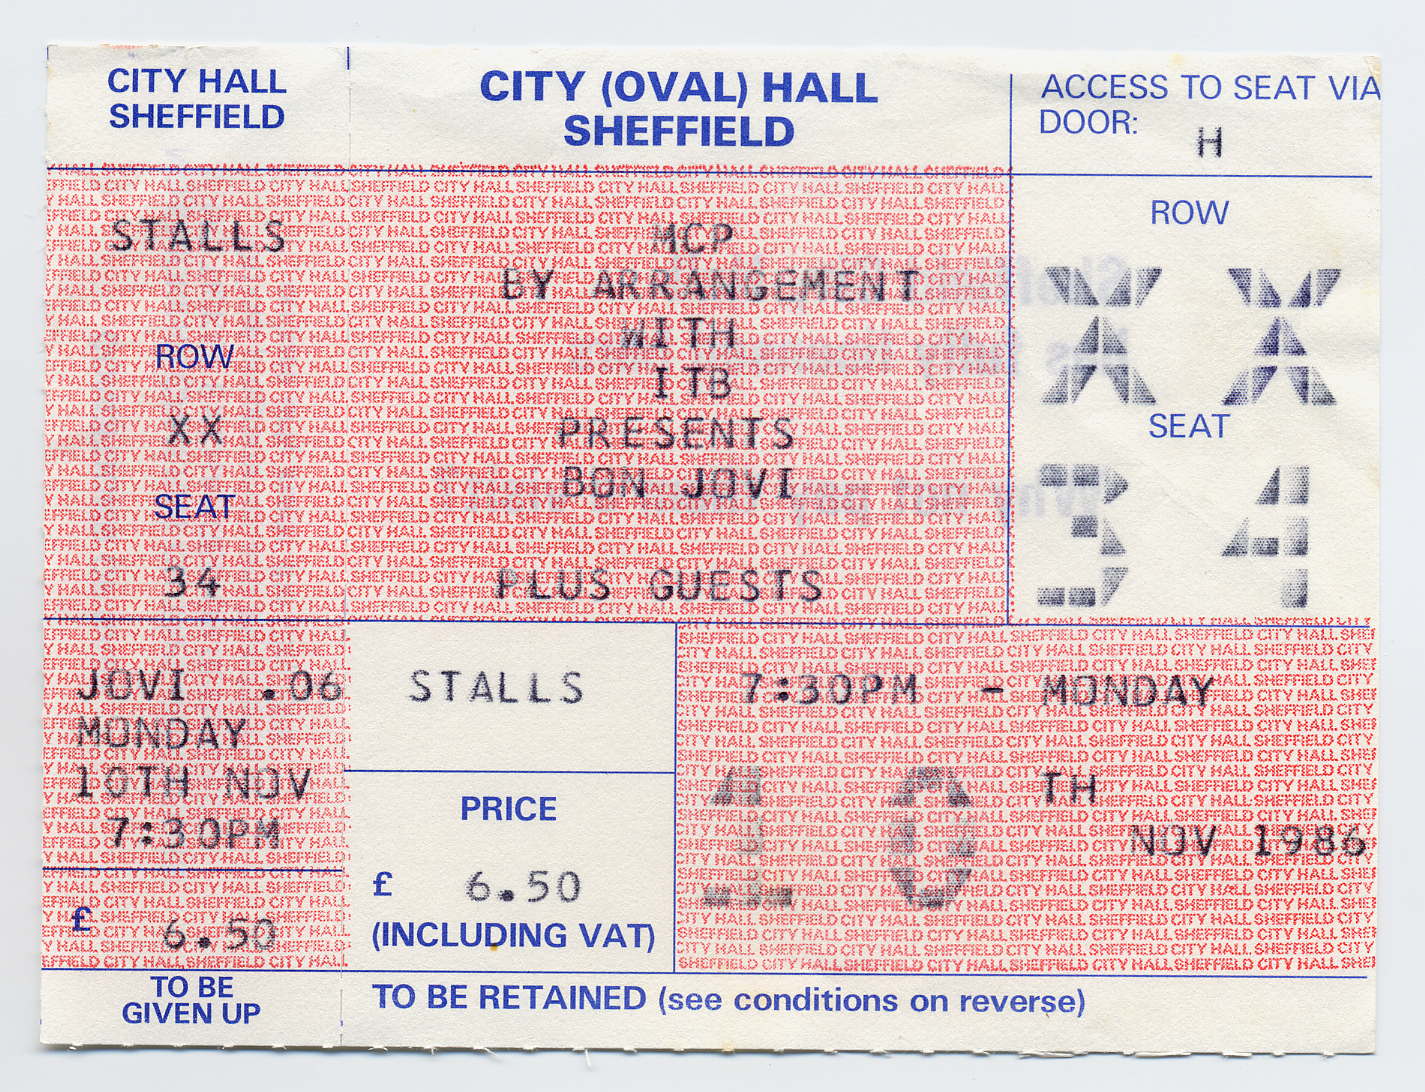 CITY HALL
SHEFFIELD
STALLS
ROW
XX
SEAT
34
JOVI .06
MONDAY
10TH NOV
7:30PM
£ 6.50
TO BE
GIVEN UP
CITY (OVAL) HALL
SHEFFIELD
MCP
BY ARRANGEMENT
WITH
ITB
PRESENTS
BON JOVI
PLUS GUESTS
ACCESS TO SEAT VIA
DOOR: H
ROW
XX
SEAT
34
STALLS
PRICE
£ 6.50
(INCLUDING VAT)
7:30PM - MONDAY
10 TH
NOV 1986
TO BE RETAINED (see conditions on reverse)